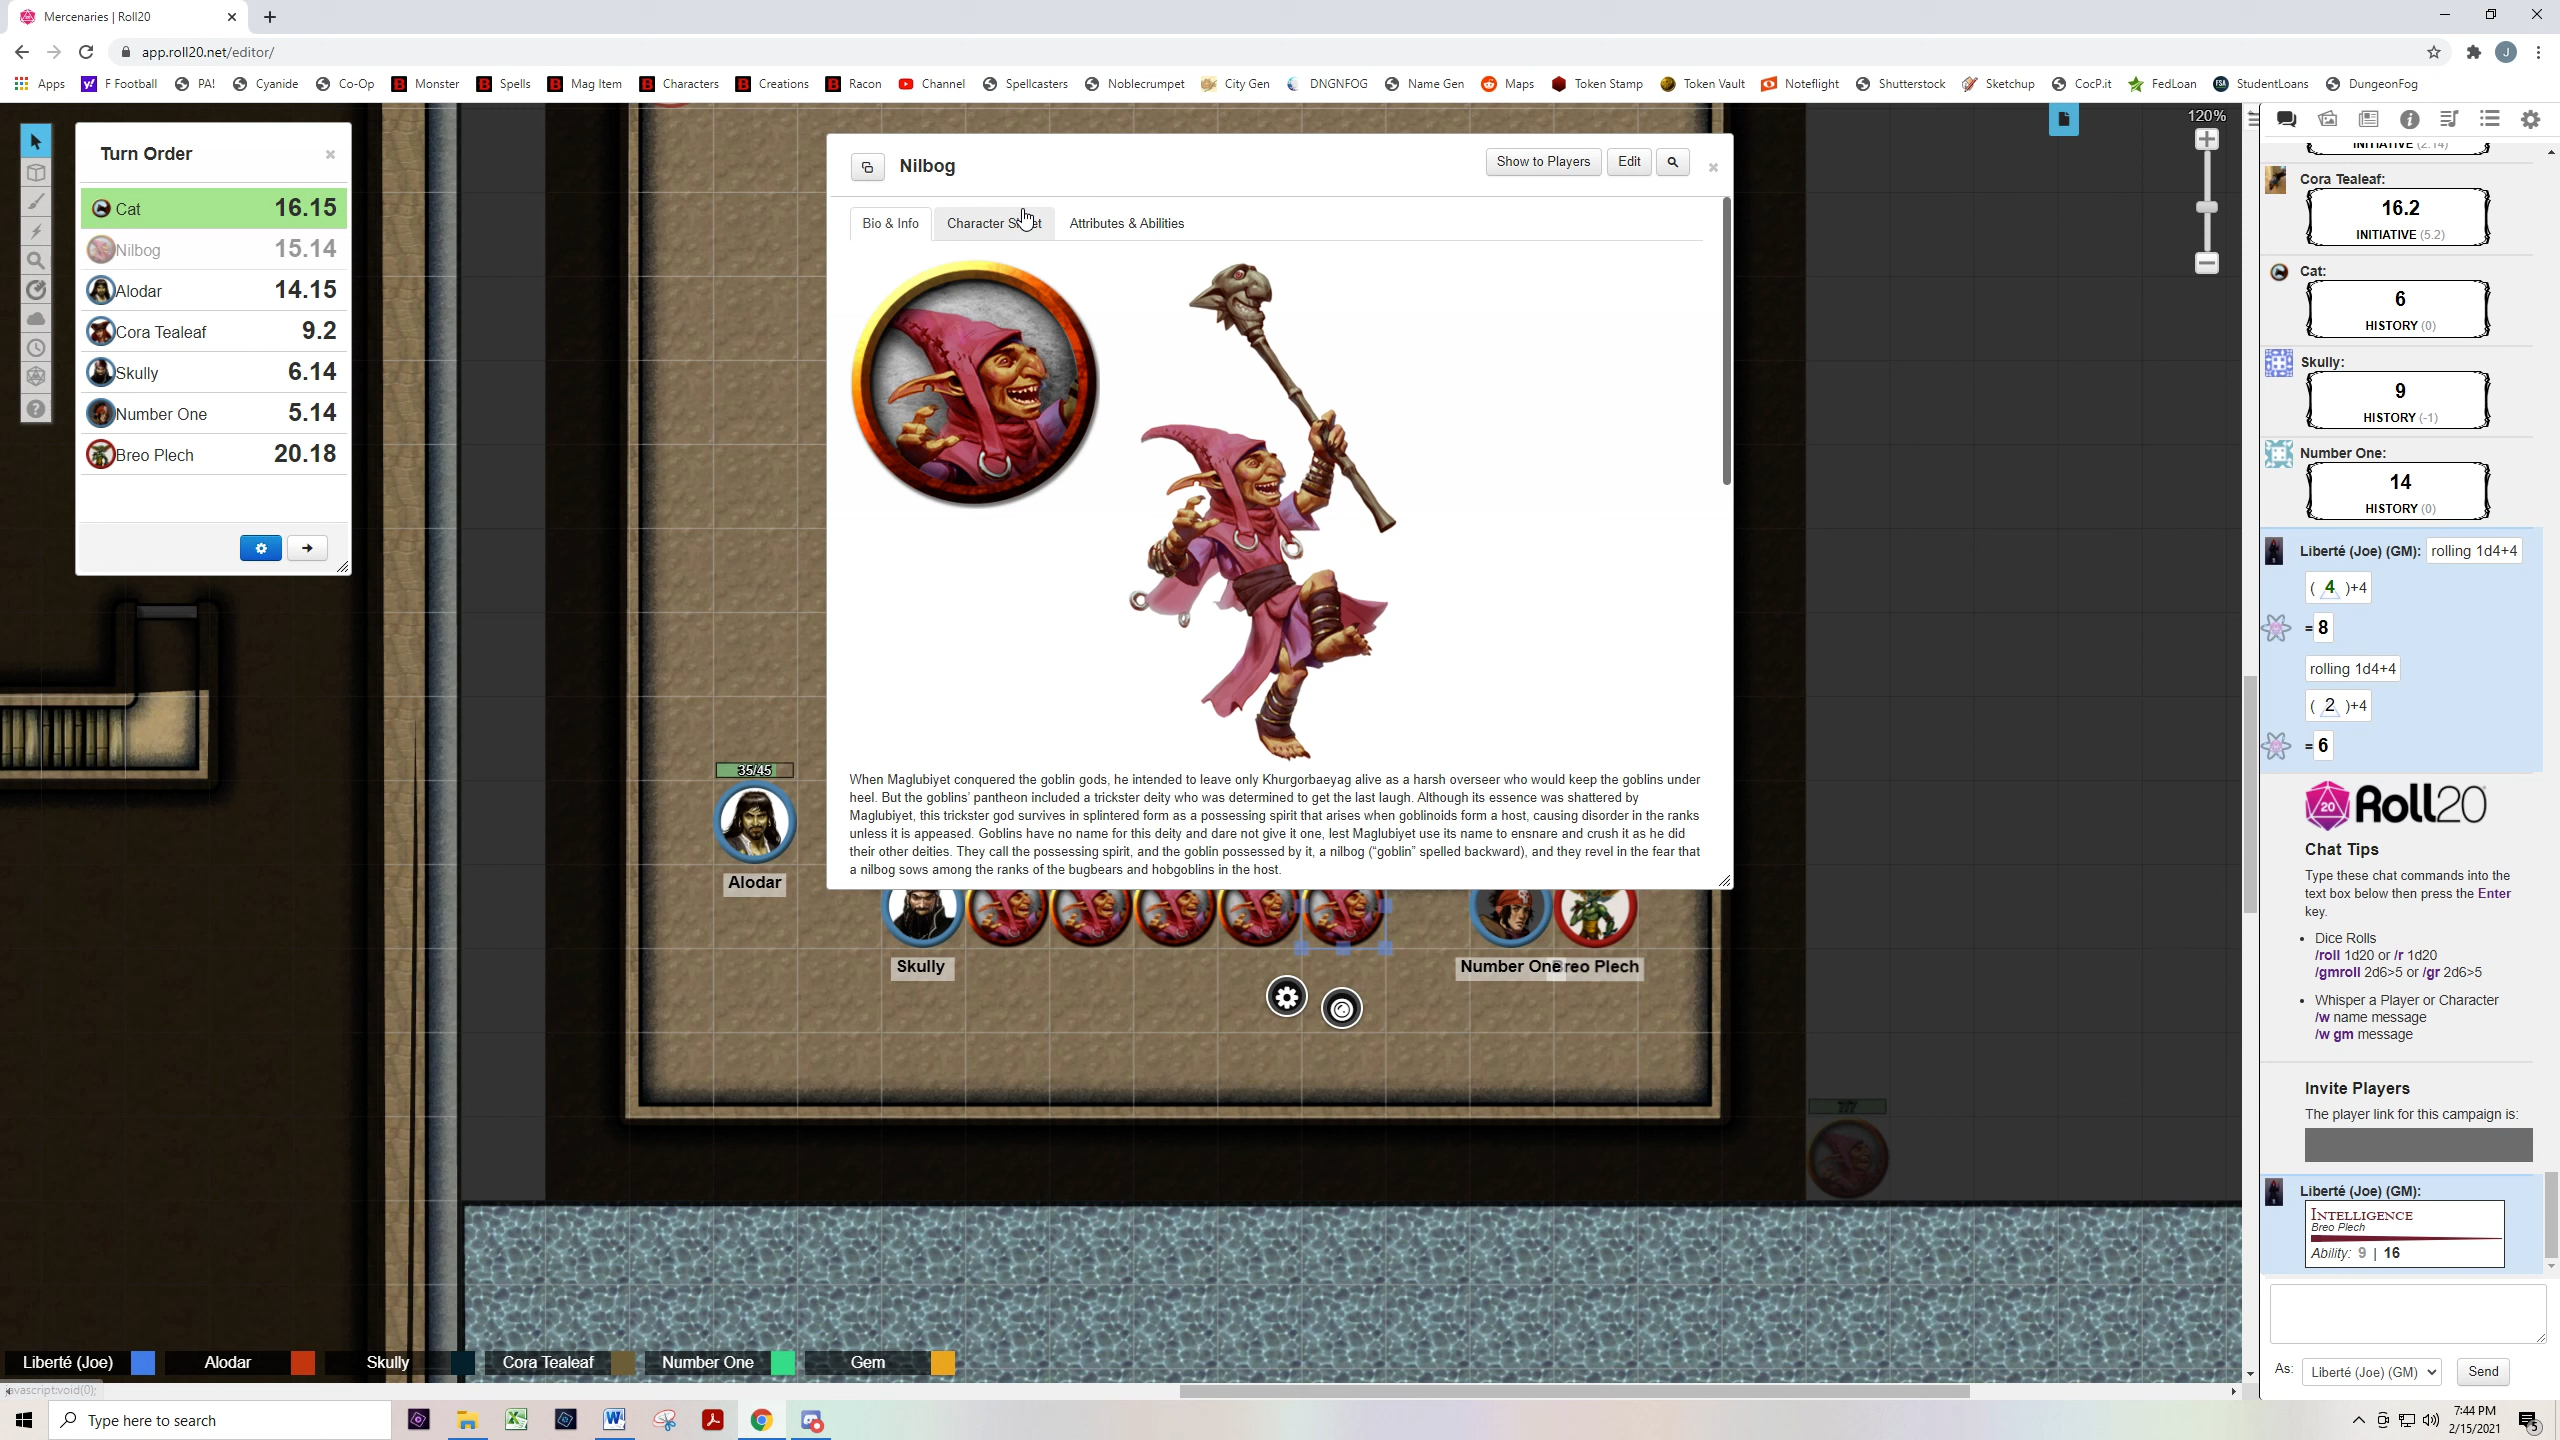 Mercenaries | Roll20
app.roll20.net/editor/
Apps F Football PA! Cyanide Co-Op Monster Spells Mag Item Characters Creations Racon Channel Spellcasters Noblecrumpet City Gen DNGNFOG Name Gen Maps Token Stamp Token Vault Noteflight Shutterstock Sketchup CocP.it FedLoan StudentLoans DungeonFog
Turn Order
Cat 16.15
Nilbog 15.14
Alodar 14.15
Cora Tealeaf 9.2
Skully 6.14
Number One 5.14
Breo Plech 20.18
Nilbog
Show to Players Edit
Bio & Info Character Sheet Attributes & Abilities
When Maglubiyet conquered the goblin gods, he intended to leave only Khurgorbaeyag alive as a harsh overseer who would keep the goblins under
heel. But the goblins' pantheon included a trickster deity who was determined to get the last laugh. Although its essence was shattered by
Maglubiyet, this trickster god survives in splintered form as a possessing spirit that arises when goblinoids form a host, causing disorder in the ranks
unless it is appeased. Goblins have no name for this deity and dare not give it one, lest Maglubiyet use its name to ensnare and crush it as he did
their other deities. They call the possessing spirit, and the goblin possessed by it, a nilbog ("goblin" spelled backward), and they revel in the fear that
a nilbog sows among the ranks of the bugbears and hobgoblins in the host.
35/45
Alodar
Skully
Number One
Breo Plech
120%
INITIATIVE (2.14)
Cora Tealeaf:
16.2
INITIATIVE (5.2)
Cat:
6
HISTORY (0)
Skully:
9
HISTORY (-1)
Number One:
14
HISTORY (0)
Liberté (Joe) (GM): rolling 1d4+4
( 4 )+4
= 8
rolling 1d4+4
( 2 )+4
= 6
20 Roll20
Chat Tips
Type these chat commands into the
text box below then press the Enter
key.
• Dice Rolls
/roll 1d20 or /r 1d20
/gmroll 2d6>5 or /gr 2d6>5
• Whisper a Player or Character
/w name message
/w gm message
Invite Players
The player link for this campaign is:
Liberté (Joe) (GM):
INTELLIGENCE
Breo Plech
Ability: 9 | 16
As: Liberté (Joe) (GM) Send
Liberté (Joe) Alodar Skully Cora Tealeaf Number One Gem
javascript:void(0);
Type here to search
7:44 PM
2/15/2021
5